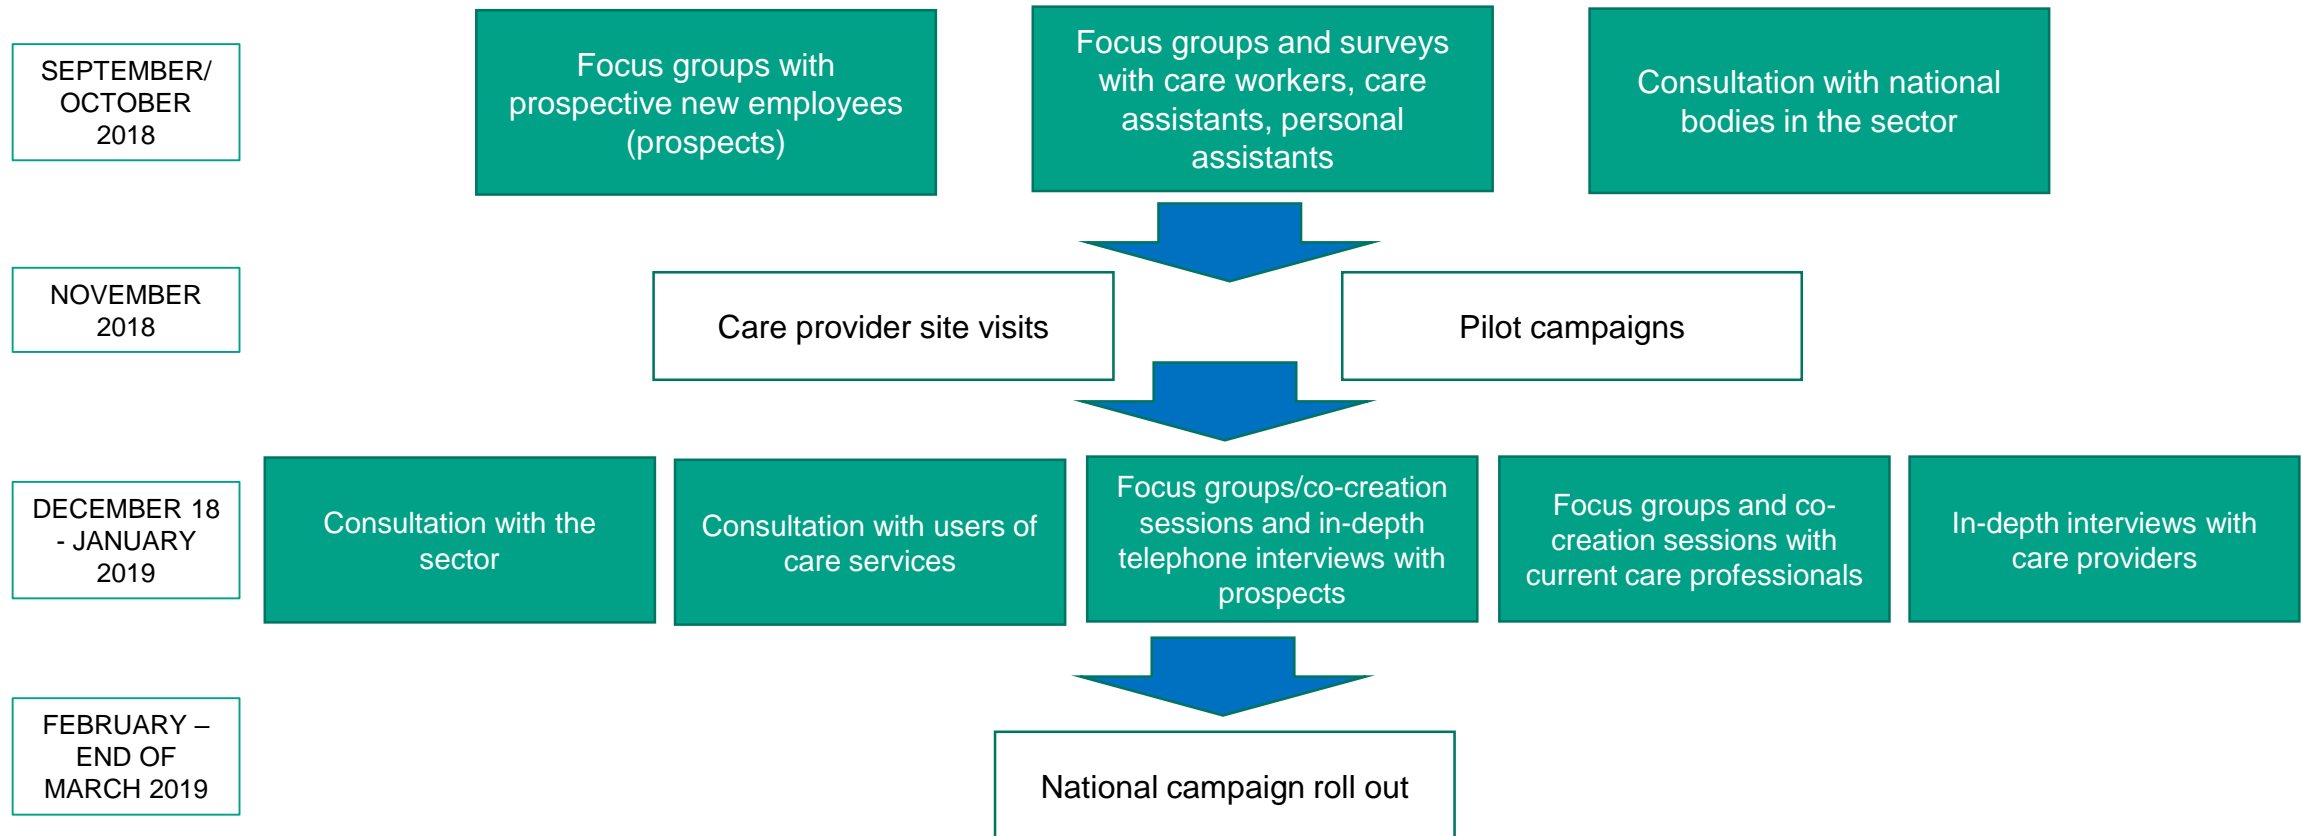 SEPTEMBER/
OCTOBER
2018
Focus groups with
prospective new employees
(prospects)
Focus groups and surveys
with care workers, care
assistants, personal
assistants
Consultation with national
bodies in the sector
NOVEMBER
2018
Care provider site visits
Pilot campaigns
DECEMBER 18
- JANUARY
2019
Consultation with the
sector
Consultation with users of
care services
Focus groups/co-creation
sessions and in-depth
telephone interviews with
prospects
Focus groups and co-
creation sessions with
current care professionals
In-depth interviews with
care providers
FEBRUARY –
END OF
MARCH 2019
National campaign roll out